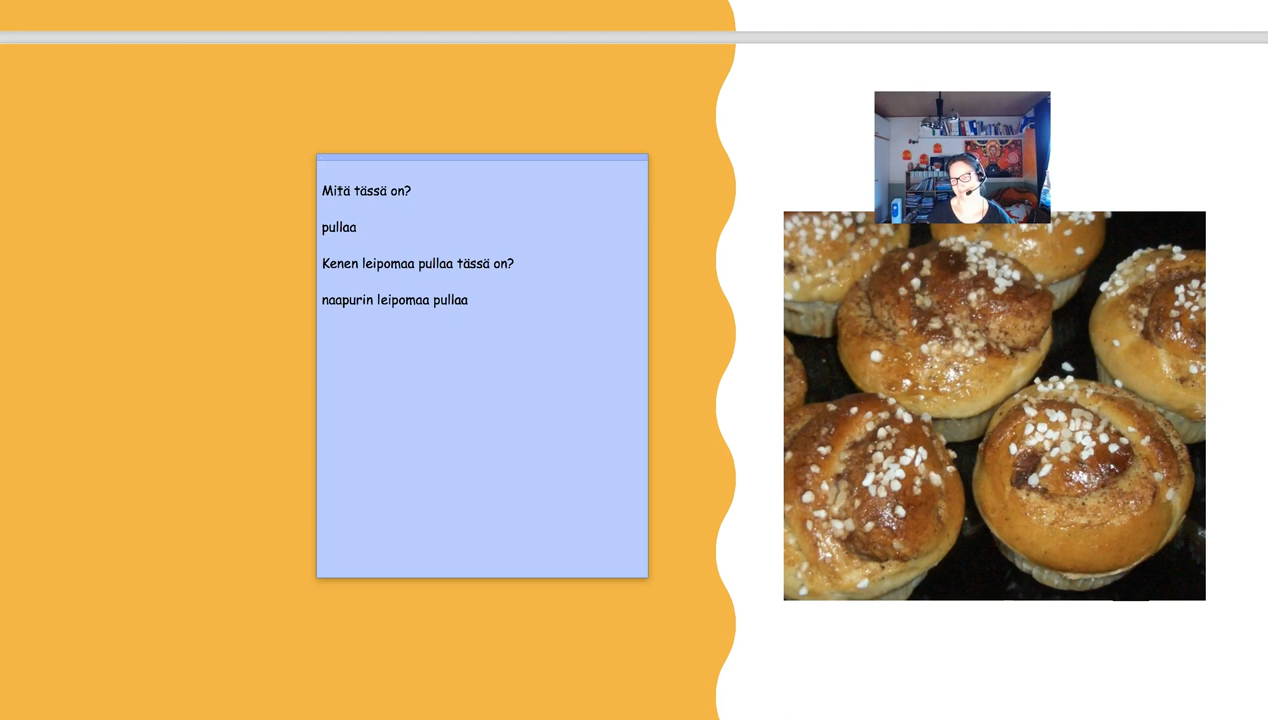 Mitä tässä on?
pullaa
Kenen leipomaa pullaa tässä on?
naapurin leipomaa pullaa